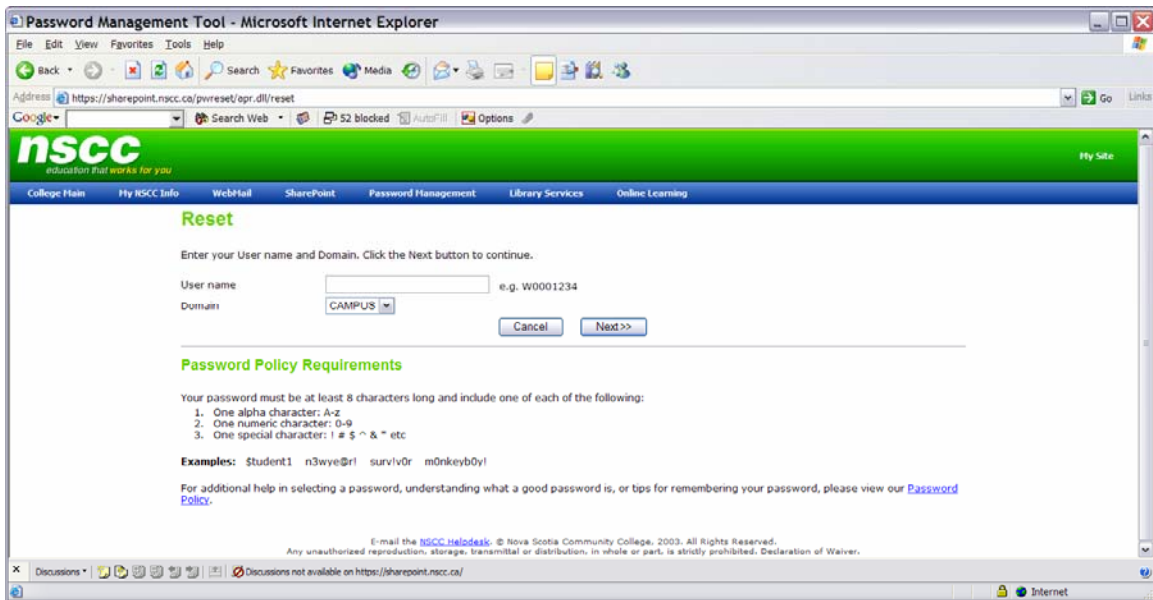 Password Management Tool - Microsoft Internet Explorer
File Edit View Favorites Tools Help
Back Search Favorites Media
Address https://sharepoint.nscc.ca/pwreset/apr.dll/reset Go Links
Google Search Web 52 blocked AutoFill Options
nscc
education that works for you
My Site
College Main My NSCC Info WebMail SharePoint Password Management Library Services Online Learning
Reset
Enter your User name and Domain. Click the Next button to continue.
User name e.g. W0001234
Domain CAMPUS
Cancel Next>>
Password Policy Requirements
Your password must be at least 8 characters long and include one of each of the following:
1. One alpha character: A-z
2. One numeric character: 0-9
3. One special character: ! # $ ^ & * etc
Examples: $tudent1 n3wye@r! surv!v0r m0nkeyb0y!
For additional help in selecting a password, understanding what a good password is, or tips for remembering your password, please view our Password
Policy.
E-mail the NSCC Helpdesk. © Nova Scotia Community College, 2003. All Rights Reserved.
Any unauthorized reproduction, storage, transmittal or distribution, in whole or part, is strictly prohibited. Declaration of Waiver.
Discussions Discussions not available on https://sharepoint.nscc.ca/
Internet